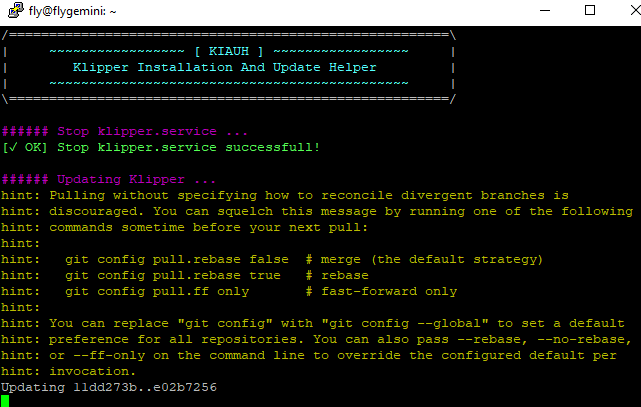 fly@flygemini: ~
/=======================================================\
|     ~~~~~~~~~~~~~~~~~ [ KIAUH ] ~~~~~~~~~~~~~~~~~     |
|        Klipper Installation And Update Helper         |
|     ~~~~~~~~~~~~~~~~~~~~~~~~~~~~~~~~~~~~~~~~~~~~~     |
\=======================================================/
###### Stop klipper.service ...
[✓ OK] Stop klipper.service successfull!
###### Updating Klipper ...
hint: Pulling without specifying how to reconcile divergent branches is
hint: discouraged. You can squelch this message by running one of the following
hint: commands sometime before your next pull:
hint:
hint:   git config pull.rebase false  # merge (the default strategy)
hint:   git config pull.rebase true   # rebase
hint:   git config pull.ff only       # fast-forward only
hint:
hint: You can replace "git config" with "git config --global" to set a default
hint: preference for all repositories. You can also pass --rebase, --no-rebase,
hint: or --ff-only on the command line to override the configured default per
hint: invocation.
Updating 11dd273b..e02b7256